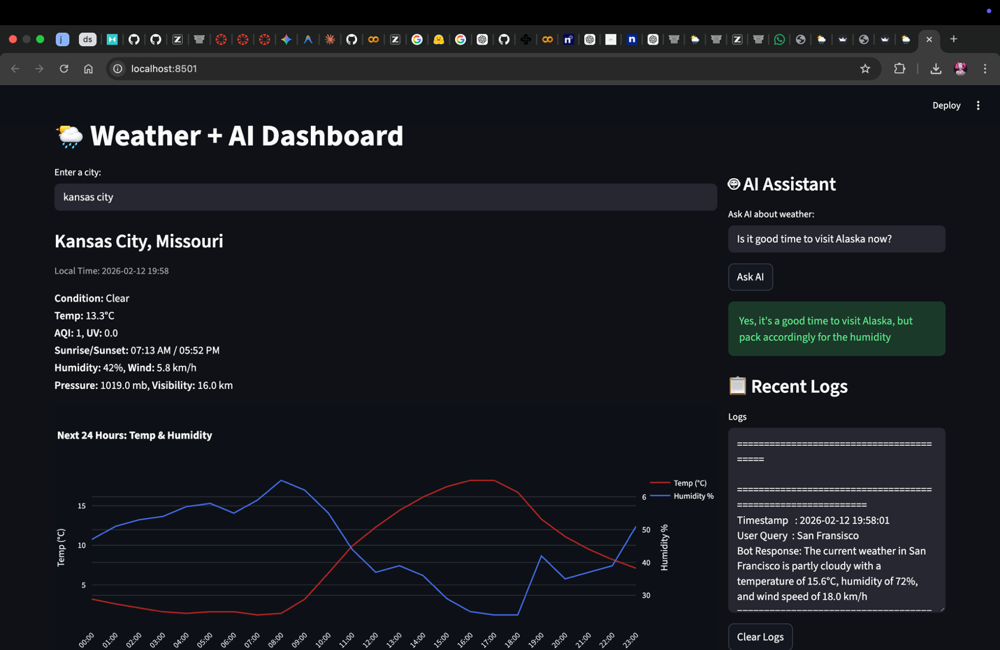 j
ds
localhost:8501
Deploy
Weather + AI Dashboard
Enter a city:
kansas city
Kansas City, Missouri
Local Time: 2026-02-12 19:58
Condition: Clear
Temp: 13.3°C
AQI: 1, UV: 0.0
Sunrise/Sunset: 07:13 AM / 05:52 PM
Humidity: 42%, Wind: 5.8 km/h
Pressure: 1019.0 mb, Visibility: 16.0 km
Next 24 Hours: Temp & Humidity
Temp (°C)
Humidity %
15
10
5
Temp (°C)
6
50
40
30
Humidity %
00:00 01:00 02:00 03:00 04:00 05:00 06:00 07:00 08:00 09:00 10:00 11:00 12:00 13:00 14:00 15:00 16:00 17:00 18:00 19:00 20:00 21:00 22:00 23:00
AI Assistant
Ask AI about weather:
Is it good time to visit Alaska now?
Ask AI
Yes, it's a good time to visit Alaska, but
pack accordingly for the humidity
Recent Logs
Logs
====================================
=====
====================================
========================
Timestamp : 2026-02-12 19:58:01
User Query : San Fransisco
Bot Response: The current weather in San
Francisco is partly cloudy with a
temperature of 15.6°C, humidity of 72%,
and wind speed of 18.0 km/h
Clear Logs